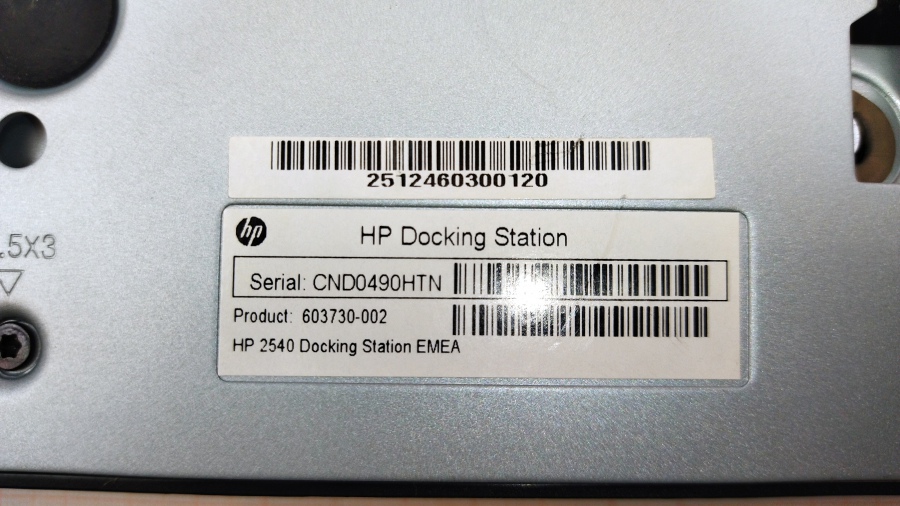 2512460300120
hp HP Docking Station
Serial: CND0490HTN
Product: 603730-002
HP 2540 Docking Station EMEA
.5X3